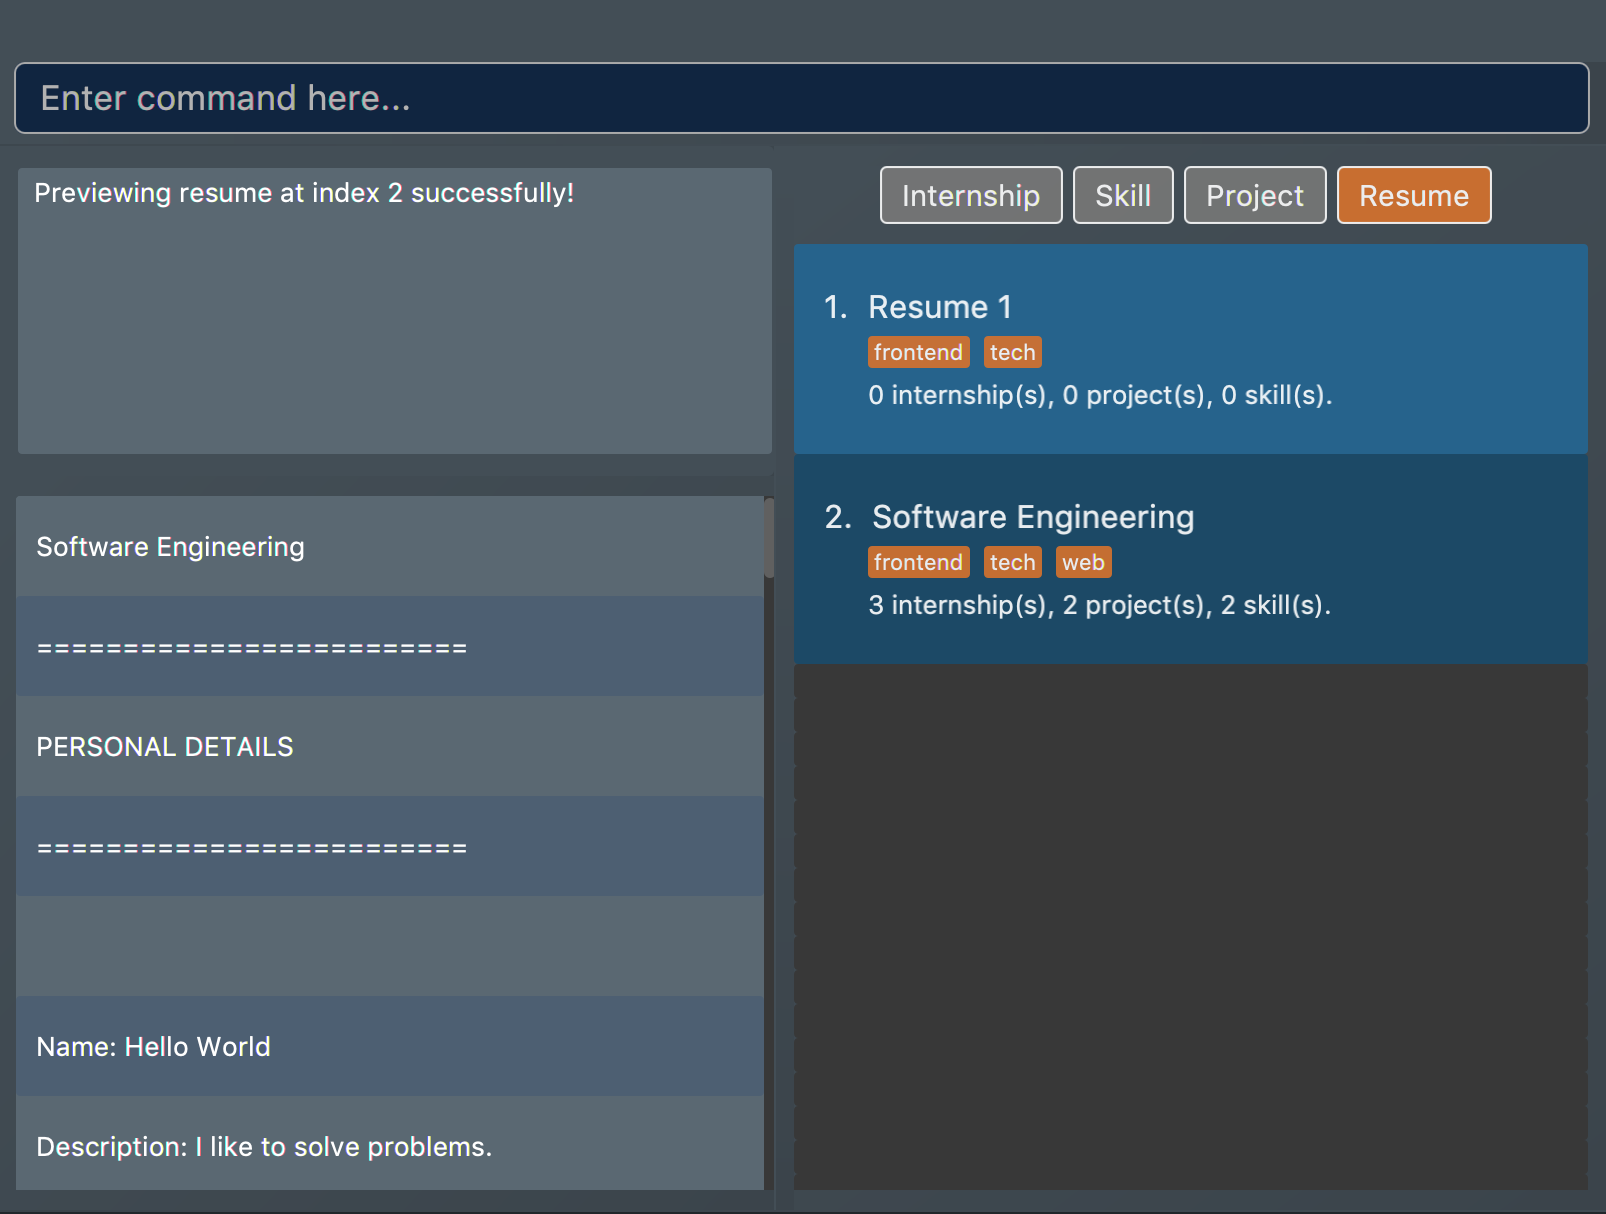 Enter command here...
Previewing resume at index 2 successfully!
Internship Skill Project Resume
1. Resume 1
frontend tech
0 internship(s), 0 project(s), 0 skill(s).
2. Software Engineering
frontend tech web
3 internship(s), 2 project(s), 2 skill(s).
Software Engineering
=========================
PERSONAL DETAILS
=========================
Name: Hello World
Description: I like to solve problems.